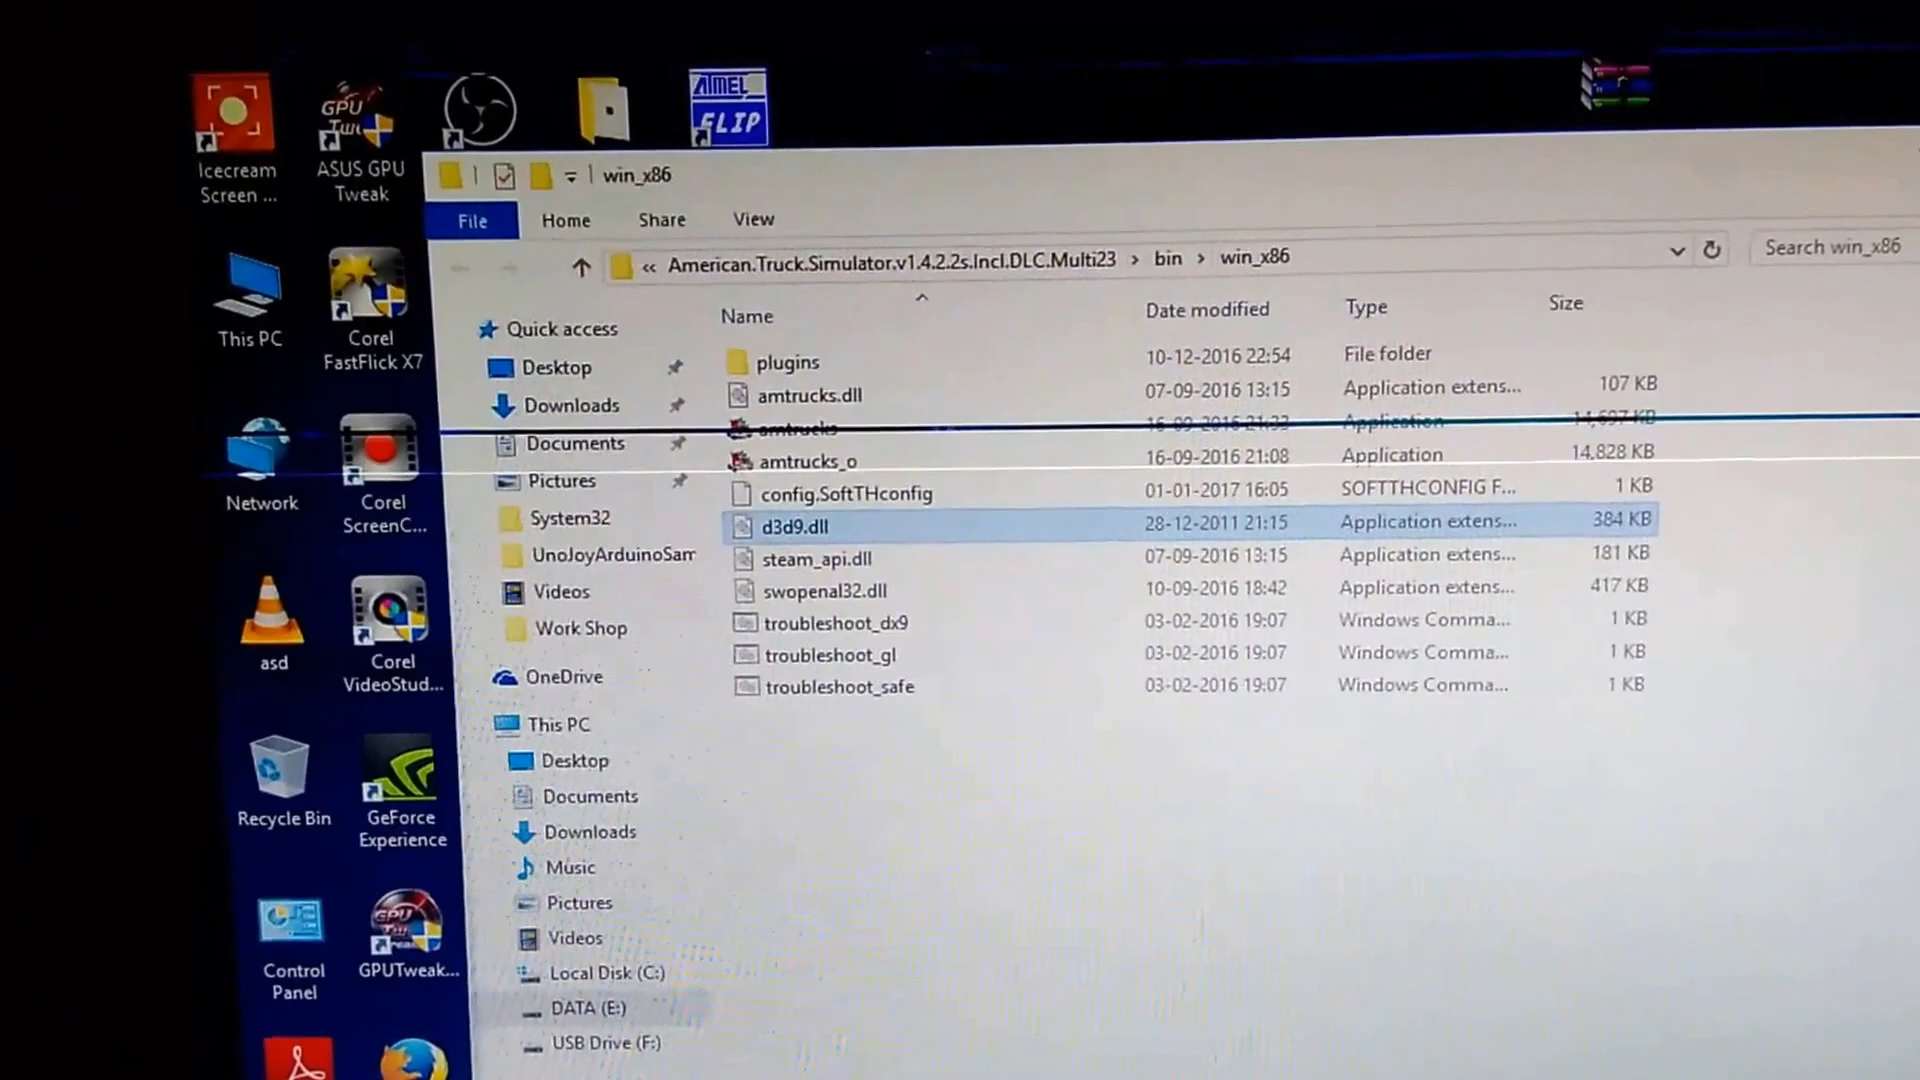 ATMEL
FLIP
GPU
Icecream
Screen ...
ASUS GPU
Tweak
win_x86
File
Home
Share
View
« American.Truck.Simulator.v1.4.2.2s.Incl.DLC.Multi23 › bin › win_x86
Search win_x86
This PC
Corel
FastFlick X7
Network
Corel
ScreenC...
asd
Corel
VideoStud...
Recycle Bin
GeForce
Experience
Control
Panel
GPU
GPUTweak...
Quick access
Desktop
Downloads
Documents
Pictures
System32
UnoJoyArduinoSam
Videos
Work Shop
OneDrive
This PC
Desktop
Documents
Downloads
Music
Pictures
Videos
Local Disk (C:)
DATA (E:)
USB Drive (F:)
Name Date modified Type Size
plugins 10-12-2016 22:54 File folder
amtrucks.dll 07-09-2016 13:15 Application extens... 107 KB
amtrucks Application
amtrucks_o 16-09-2016 21:08 Application 14,828 KB
config.SoftTHconfig 01-01-2017 16:05 SOFTTHCONFIG F... 1 KB
d3d9.dll 28-12-2011 21:15 Application extens... 384 KB
steam_api.dll 07-09-2016 13:15 Application extens... 181 KB
swopenal32.dll 10-09-2016 18:42 Application extens... 417 KB
troubleshoot_dx9 03-02-2016 19:07 Windows Comma... 1 KB
troubleshoot_gl 03-02-2016 19:07 Windows Comma... 1 KB
troubleshoot_safe 03-02-2016 19:07 Windows Comma... 1 KB